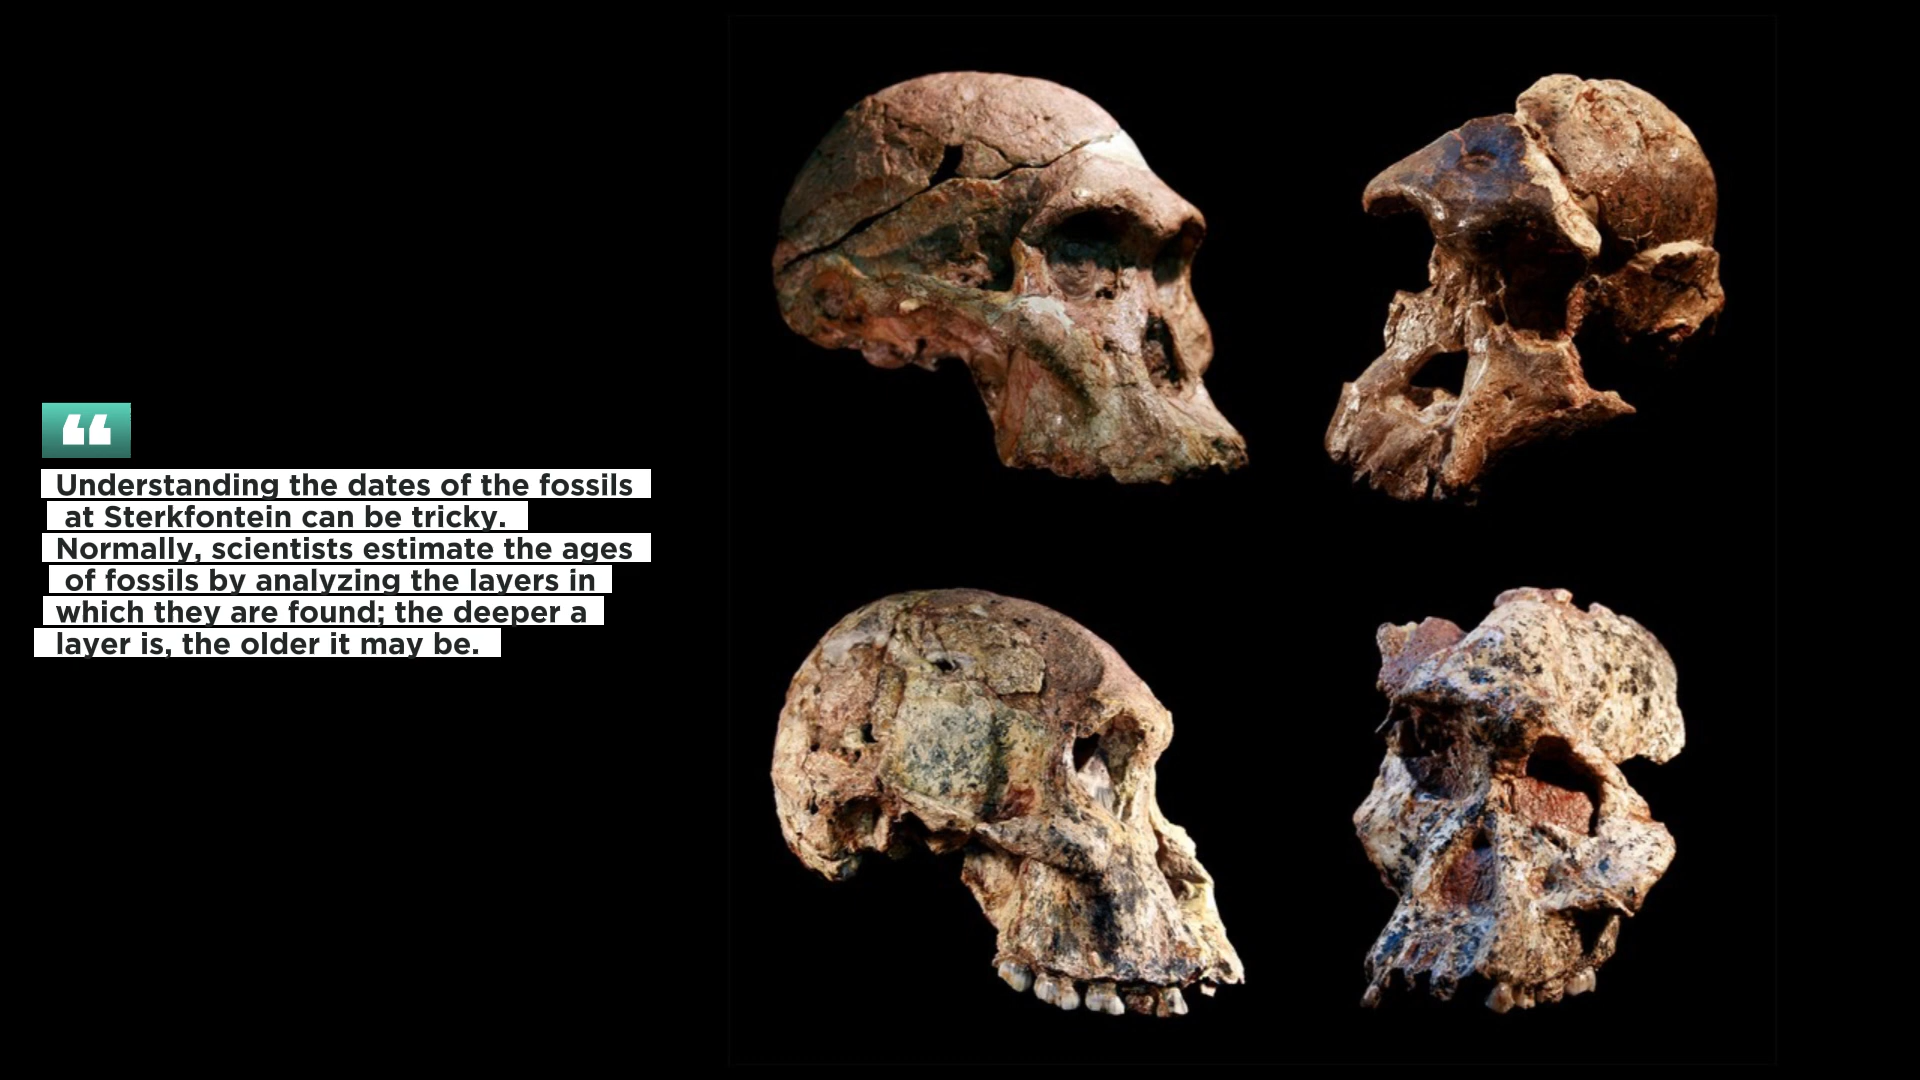 ❝
Understanding the dates of the fossils
at Sterkfontein can be tricky.
Normally, scientists estimate the ages
of fossils by analyzing the layers in
which they are found; the deeper a
layer is, the older it may be.